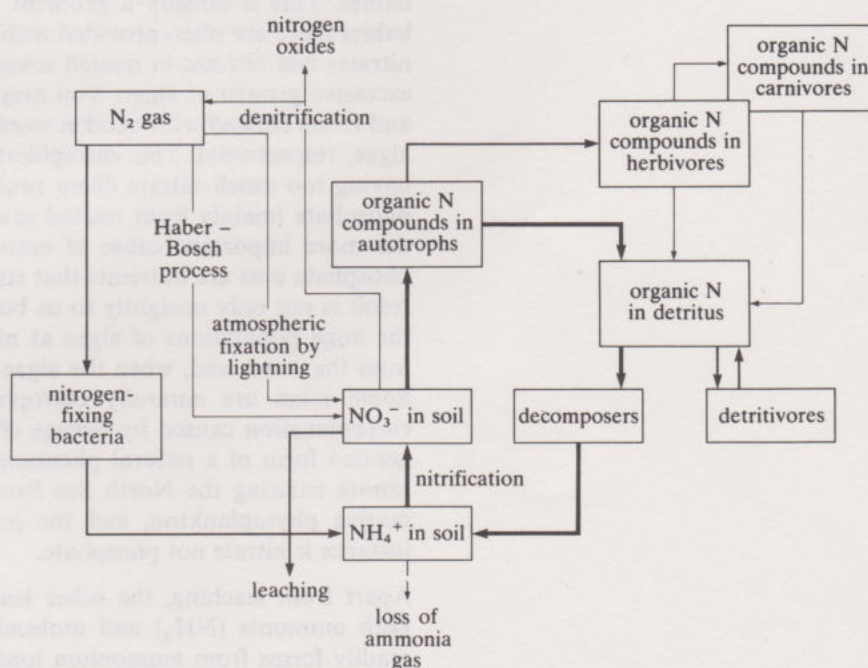 nitrogen
oxides
N₂ gas
denitrification
organic N
compounds in
carnivores
organic N
compounds in
herbivores
organic N
compounds in
autotrophs
Haber –
Bosch
process
organic N
in detritus
atmospheric
fixation by
lightning
nitrogen-
fixing
bacteria
NO₃⁻ in soil
decomposers
detritivores
nitrification
NH₄⁺ in soil
leaching
loss of
ammonia
gas